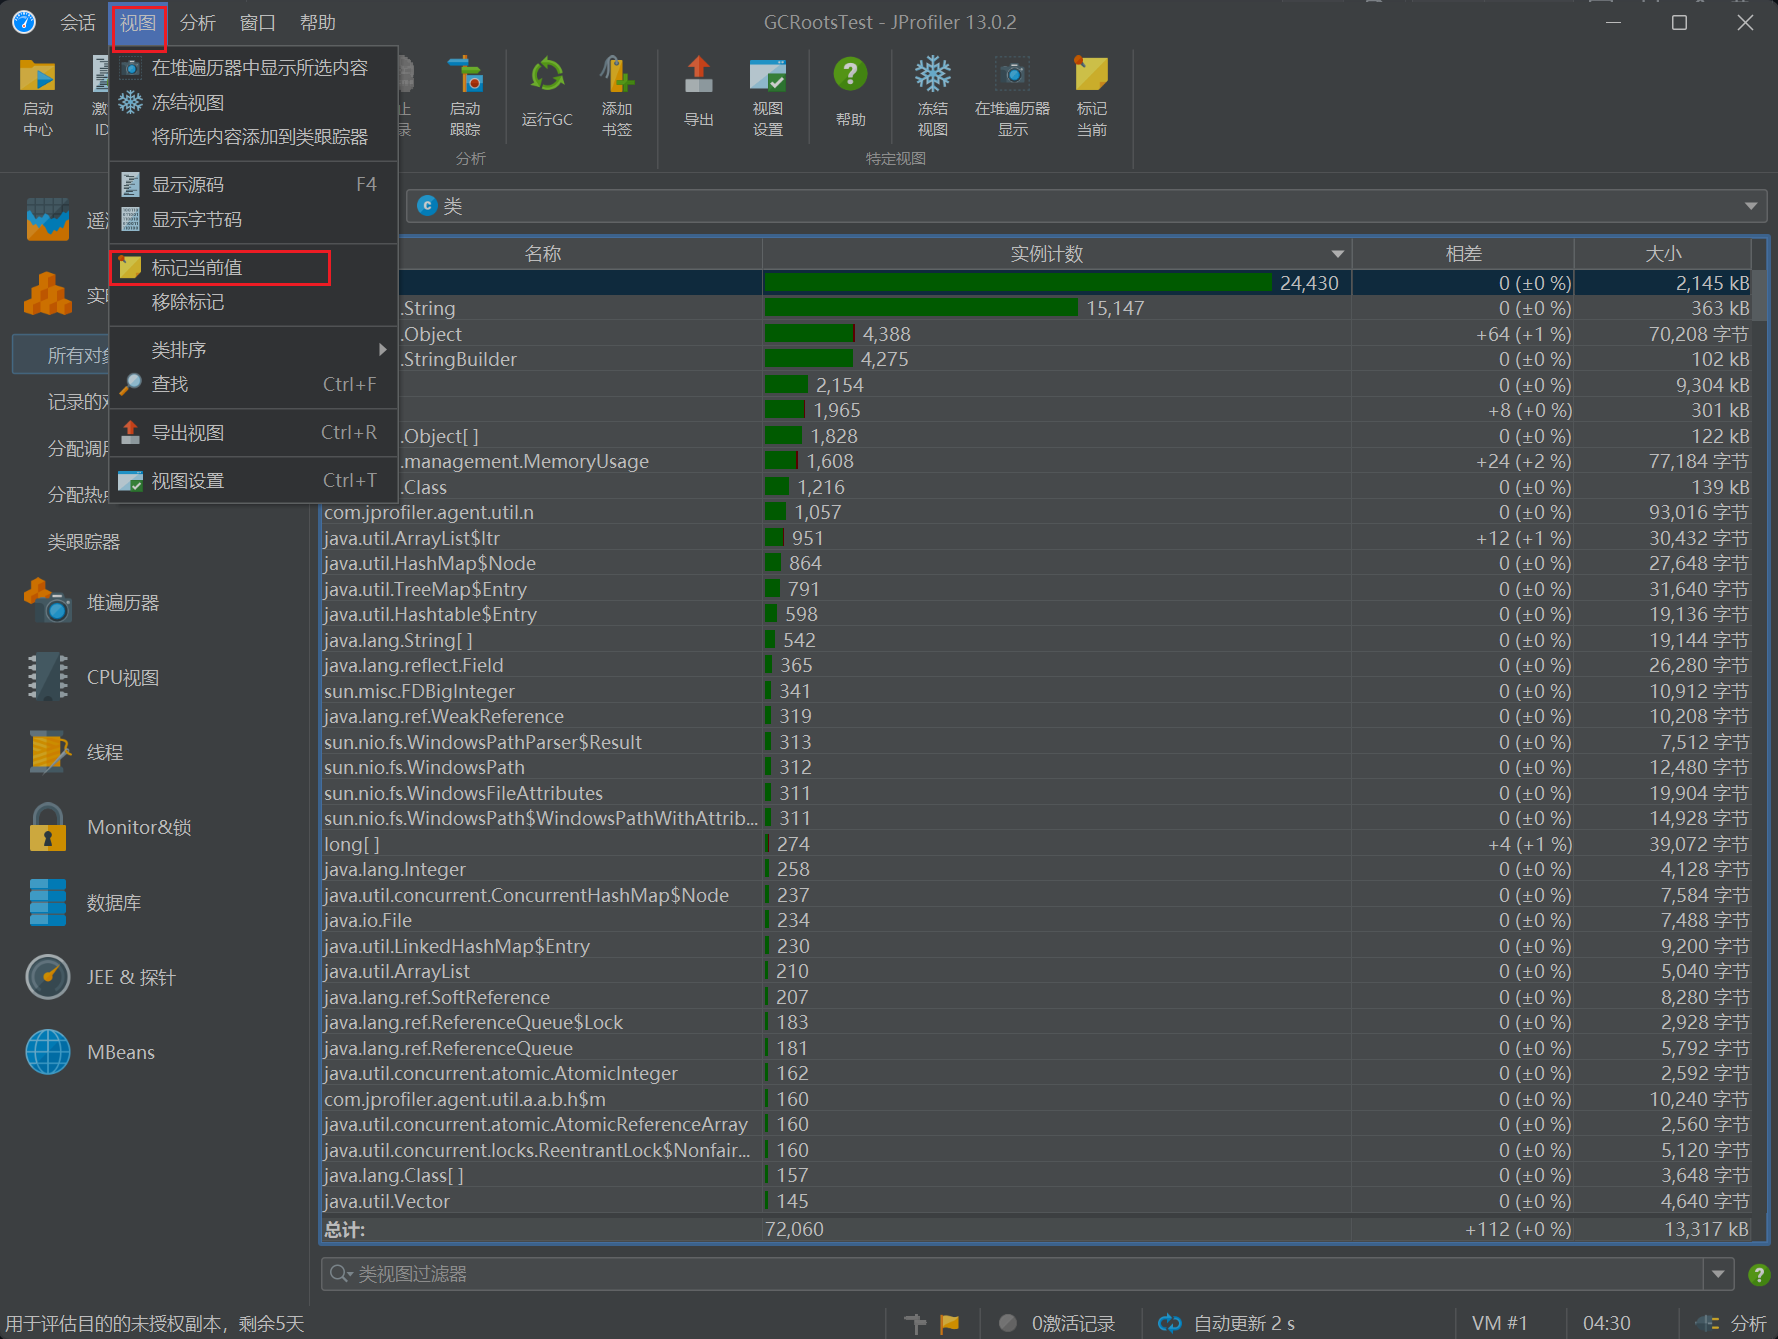 会话 视图 分析 窗口 帮助 GCRootsTest - JProfiler 13.0.2
启动中心
启动跟踪
运行GC
添加书签
导出
视图设置
帮助
冻结视图
在堆遍历器显示
标记当前
分析
特定视图
在堆遍历器中显示所选内容
冻结视图
将所选内容添加到类跟踪器
显示源码 F4
显示字节码
标记当前值
移除标记
类排序
查找 Ctrl+F
导出视图 Ctrl+R
视图设置 Ctrl+T
所有对
记录的
分配调
分配热
类跟踪器
堆遍历器
CPU视图
线程
Monitor&锁
数据库
JEE & 探针
MBeans
类
名称 实例计数 相差 大小
24,430 0 (±0 %) 2,145 kB
.String 15,147 0 (±0 %) 363 kB
.Object 4,388 +64 (+1 %) 70,208 字节
.StringBuilder 4,275 0 (±0 %) 102 kB
2,154 0 (±0 %) 9,304 kB
1,965 +8 (+0 %) 301 kB
.Object[ ] 1,828 0 (±0 %) 122 kB
.management.MemoryUsage 1,608 +24 (+2 %) 77,184 字节
.Class 1,216 0 (±0 %) 139 kB
com.jprofiler.agent.util.n 1,057 0 (±0 %) 93,016 字节
java.util.ArrayList$Itr 951 +12 (+1 %) 30,432 字节
java.util.HashMap$Node 864 0 (±0 %) 27,648 字节
java.util.TreeMap$Entry 791 0 (±0 %) 31,640 字节
java.util.Hashtable$Entry 598 0 (±0 %) 19,136 字节
java.lang.String[ ] 542 0 (±0 %) 19,144 字节
java.lang.reflect.Field 365 0 (±0 %) 26,280 字节
sun.misc.FDBigInteger 341 0 (±0 %) 10,912 字节
java.lang.ref.WeakReference 319 0 (±0 %) 10,208 字节
sun.nio.fs.WindowsPathParser$Result 313 0 (±0 %) 7,512 字节
sun.nio.fs.WindowsPath 312 0 (±0 %) 12,480 字节
sun.nio.fs.WindowsFileAttributes 311 0 (±0 %) 19,904 字节
sun.nio.fs.WindowsPath$WindowsPathWithAttrib... 311 0 (±0 %) 14,928 字节
long[ ] 274 +4 (+1 %) 39,072 字节
java.lang.Integer 258 0 (±0 %) 4,128 字节
java.util.concurrent.ConcurrentHashMap$Node 237 0 (±0 %) 7,584 字节
java.io.File 234 0 (±0 %) 7,488 字节
java.util.LinkedHashMap$Entry 230 0 (±0 %) 9,200 字节
java.util.ArrayList 210 0 (±0 %) 5,040 字节
java.lang.ref.SoftReference 207 0 (±0 %) 8,280 字节
java.lang.ref.ReferenceQueue$Lock 183 0 (±0 %) 2,928 字节
java.lang.ref.ReferenceQueue 181 0 (±0 %) 5,792 字节
java.util.concurrent.atomic.AtomicInteger 162 0 (±0 %) 2,592 字节
com.jprofiler.agent.util.a.a.b.h$m 160 0 (±0 %) 10,240 字节
java.util.concurrent.atomic.AtomicReferenceArray 160 0 (±0 %) 2,560 字节
java.util.concurrent.locks.ReentrantLock$Nonfair... 160 0 (±0 %) 5,120 字节
java.lang.Class[ ] 157 0 (±0 %) 3,648 字节
java.util.Vector 145 0 (±0 %) 4,640 字节
总计: 72,060 +112 (+0 %) 13,317 kB
类视图过滤器
用于评估目的的未授权副本，剩余5天 0激活记录 自动更新 2 s VM #1 04:30 分析